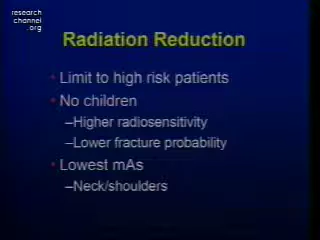 research
channel
.org
Radiation Reduction
• Limit to high risk patients
• No children
–Higher radiosensitivity
–Lower fracture probability
• Lowest mAs
–Neck/shoulders